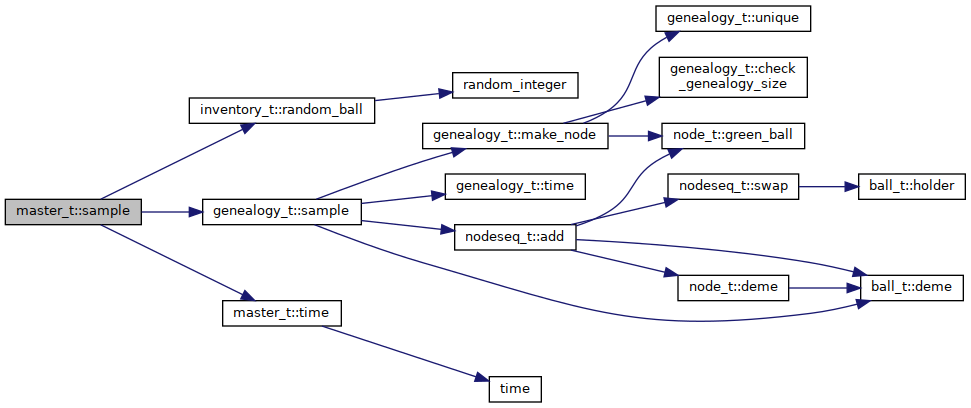 genealogy_t::unique
genealogy_t::check
_genealogy_size
random_integer
inventory_t::random_ball
genealogy_t::make_node
node_t::green_ball
genealogy_t::time
nodeseq_t::swap
ball_t::holder
master_t::sample
genealogy_t::sample
nodeseq_t::add
node_t::deme
ball_t::deme
master_t::time
time